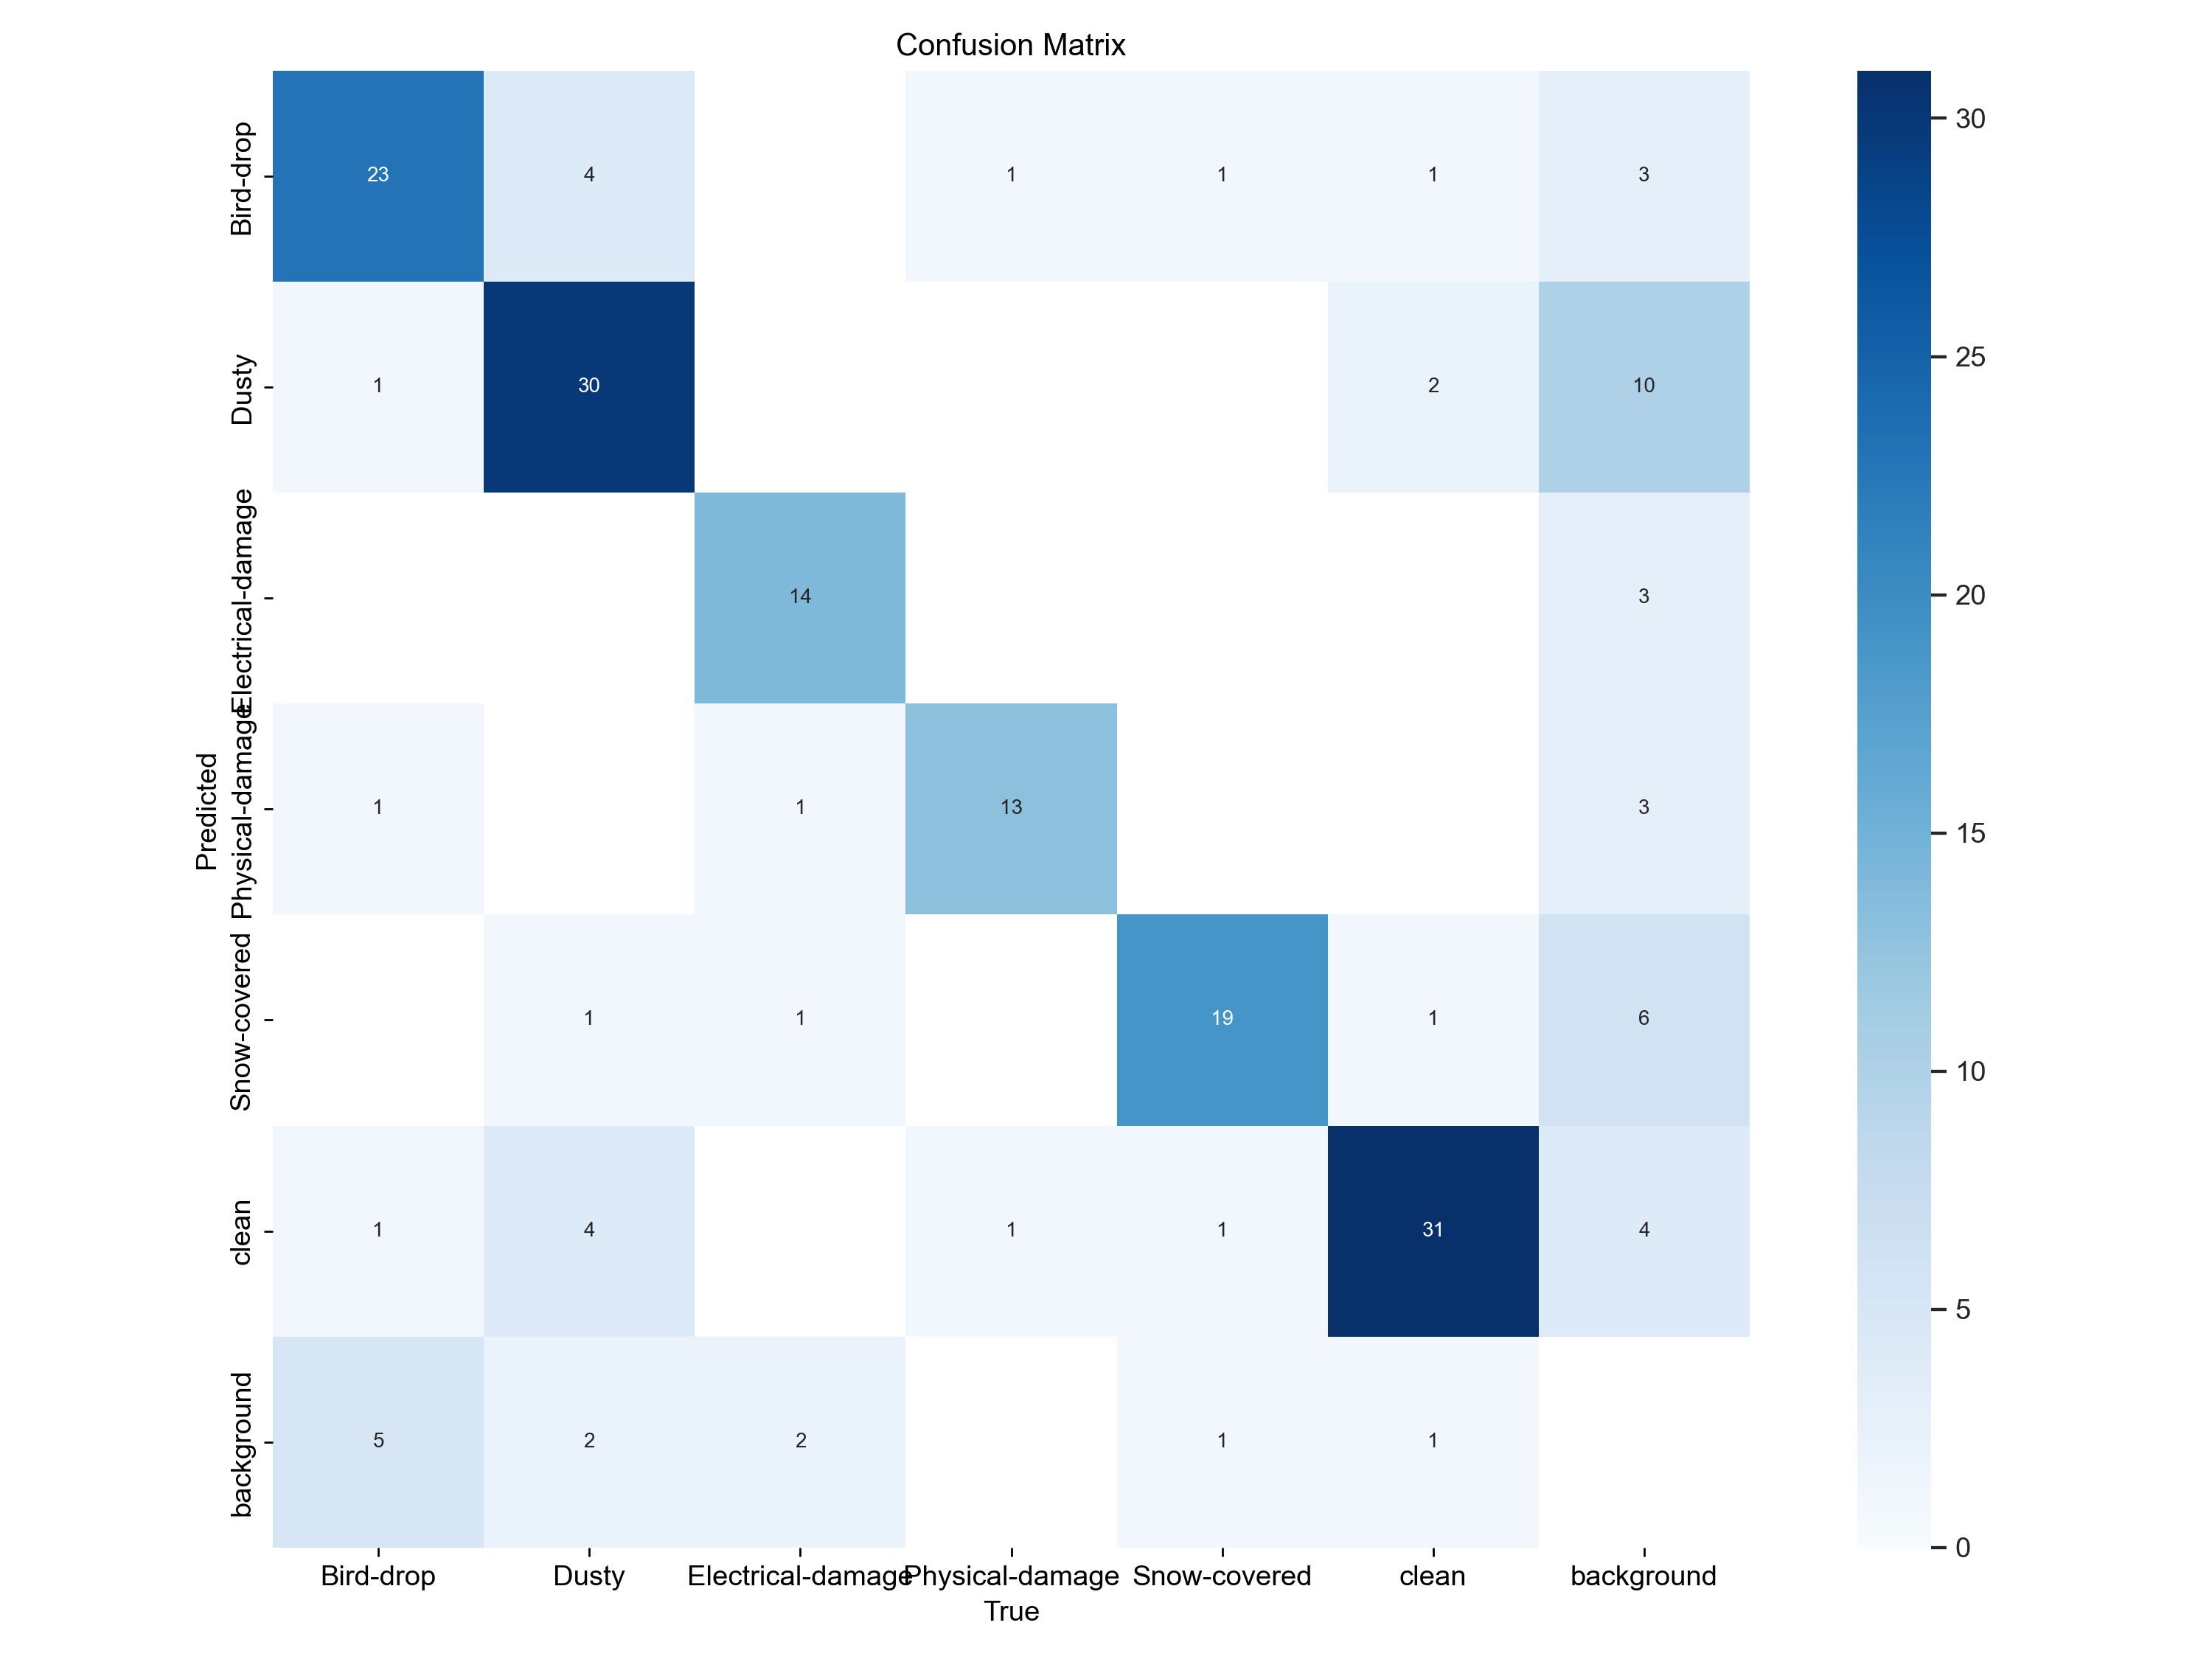 Confusion Matrix
Bird-drop 23 4 1 1 1 3
Dusty 1 30 2 10
Electrical-damage 14 3
Physical-damage 1 1 13 3
Snow-covered 1 1 19 1 6
clean 1 4 1 1 31 4
background 5 2 2 1 1
Predicted
Bird-drop Dusty Electrical-damage Physical-damage Snow-covered clean background
True
30
25
20
15
10
5
0